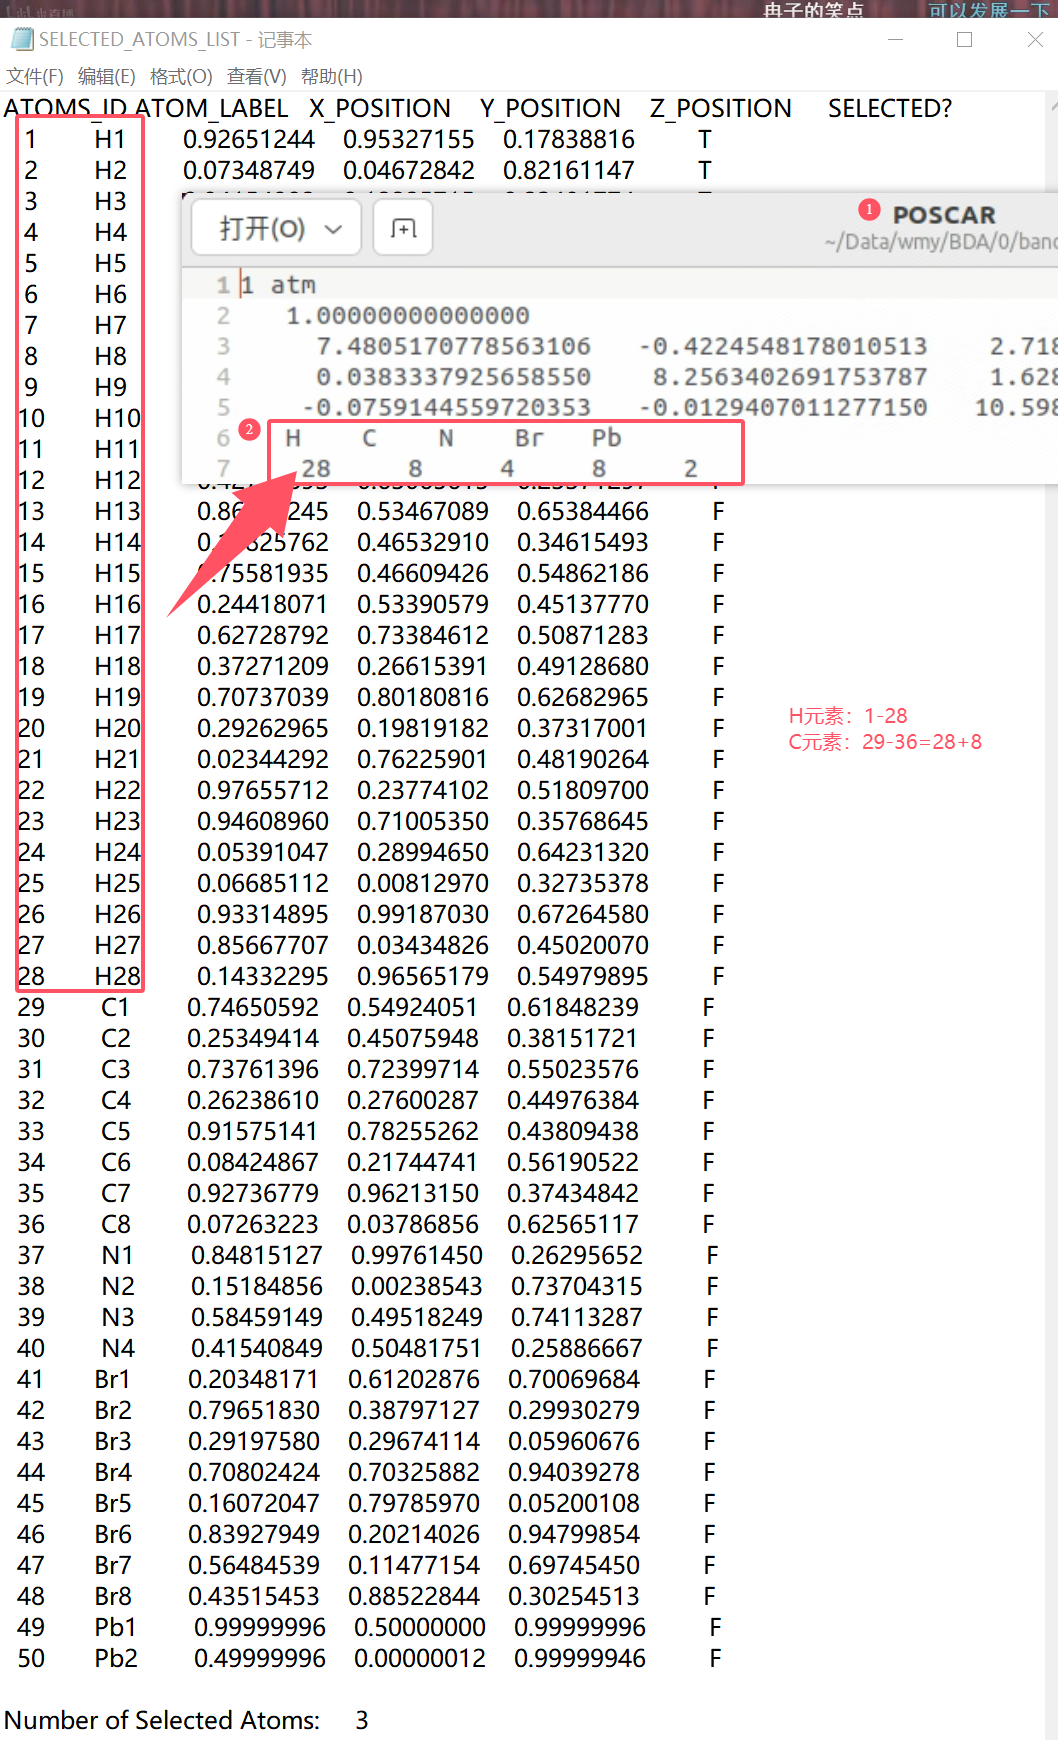 冉子的笑点
可以发展一下
SELECTED_ATOMS_LIST - 记事本
文件(F) 编辑(E) 格式(O) 查看(V) 帮助(H)
ATOMS_ID ATOM_LABEL X_POSITION Y_POSITION Z_POSITION SELECTED?
1 H1 0.92651244 0.95327155 0.17838816 T
2 H2 0.07348749 0.04672842 0.82161147 T
3 H3
4 H4
5 H5
6 H6
7 H7
8 H8
9 H9
10 H10
11 H11
12 H12 F
打开(O)
1 POSCAR
~/Data/wmy/BDA/0/band
1 1 atm
2 1.00000000000000
3 7.4805170778563106 -0.4224548178010513 2.718
4 0.0383337925658550 8.2563402691753787 1.628
5 -0.0759144559720353 -0.0129407011277150 10.598
6 2 H C N Br Pb
7 28 8 4 8 2
13 H13 0.86 245 0.53467089 0.65384466 F
14 H14 825762 0.46532910 0.34615493 F
15 H15 .75581935 0.46609426 0.54862186 F
16 H16 0.24418071 0.53390579 0.45137770 F
17 H17 0.62728792 0.73384612 0.50871283 F
18 H18 0.37271209 0.26615391 0.49128680 F
19 H19 0.70737039 0.80180816 0.62682965 F
20 H20 0.29262965 0.19819182 0.37317001 F
21 H21 0.02344292 0.76225901 0.48190264 F
22 H22 0.97655712 0.23774102 0.51809700 F
23 H23 0.94608960 0.71005350 0.35768645 F
24 H24 0.05391047 0.28994650 0.64231320 F
25 H25 0.06685112 0.00812970 0.32735378 F
26 H26 0.93314895 0.99187030 0.67264580 F
27 H27 0.85667707 0.03434826 0.45020070 F
28 H28 0.14332295 0.96565179 0.54979895 F
H元素：1-28
C元素：29-36=28+8
29 C1 0.74650592 0.54924051 0.61848239 F
30 C2 0.25349414 0.45075948 0.38151721 F
31 C3 0.73761396 0.72399714 0.55023576 F
32 C4 0.26238610 0.27600287 0.44976384 F
33 C5 0.91575141 0.78255262 0.43809438 F
34 C6 0.08424867 0.21744741 0.56190522 F
35 C7 0.92736779 0.96213150 0.37434842 F
36 C8 0.07263223 0.03786856 0.62565117 F
37 N1 0.84815127 0.99761450 0.26295652 F
38 N2 0.15184856 0.00238543 0.73704315 F
39 N3 0.58459149 0.49518249 0.74113287 F
40 N4 0.41540849 0.50481751 0.25886667 F
41 Br1 0.20348171 0.61202876 0.70069684 F
42 Br2 0.79651830 0.38797127 0.29930279 F
43 Br3 0.29197580 0.29674114 0.05960676 F
44 Br4 0.70802424 0.70325882 0.94039278 F
45 Br5 0.16072047 0.79785970 0.05200108 F
46 Br6 0.83927949 0.20214026 0.94799854 F
47 Br7 0.56484539 0.11477154 0.69745450 F
48 Br8 0.43515453 0.88522844 0.30254513 F
49 Pb1 0.99999996 0.50000000 0.99999996 F
50 Pb2 0.49999996 0.00000012 0.99999946 F
Number of Selected Atoms: 3